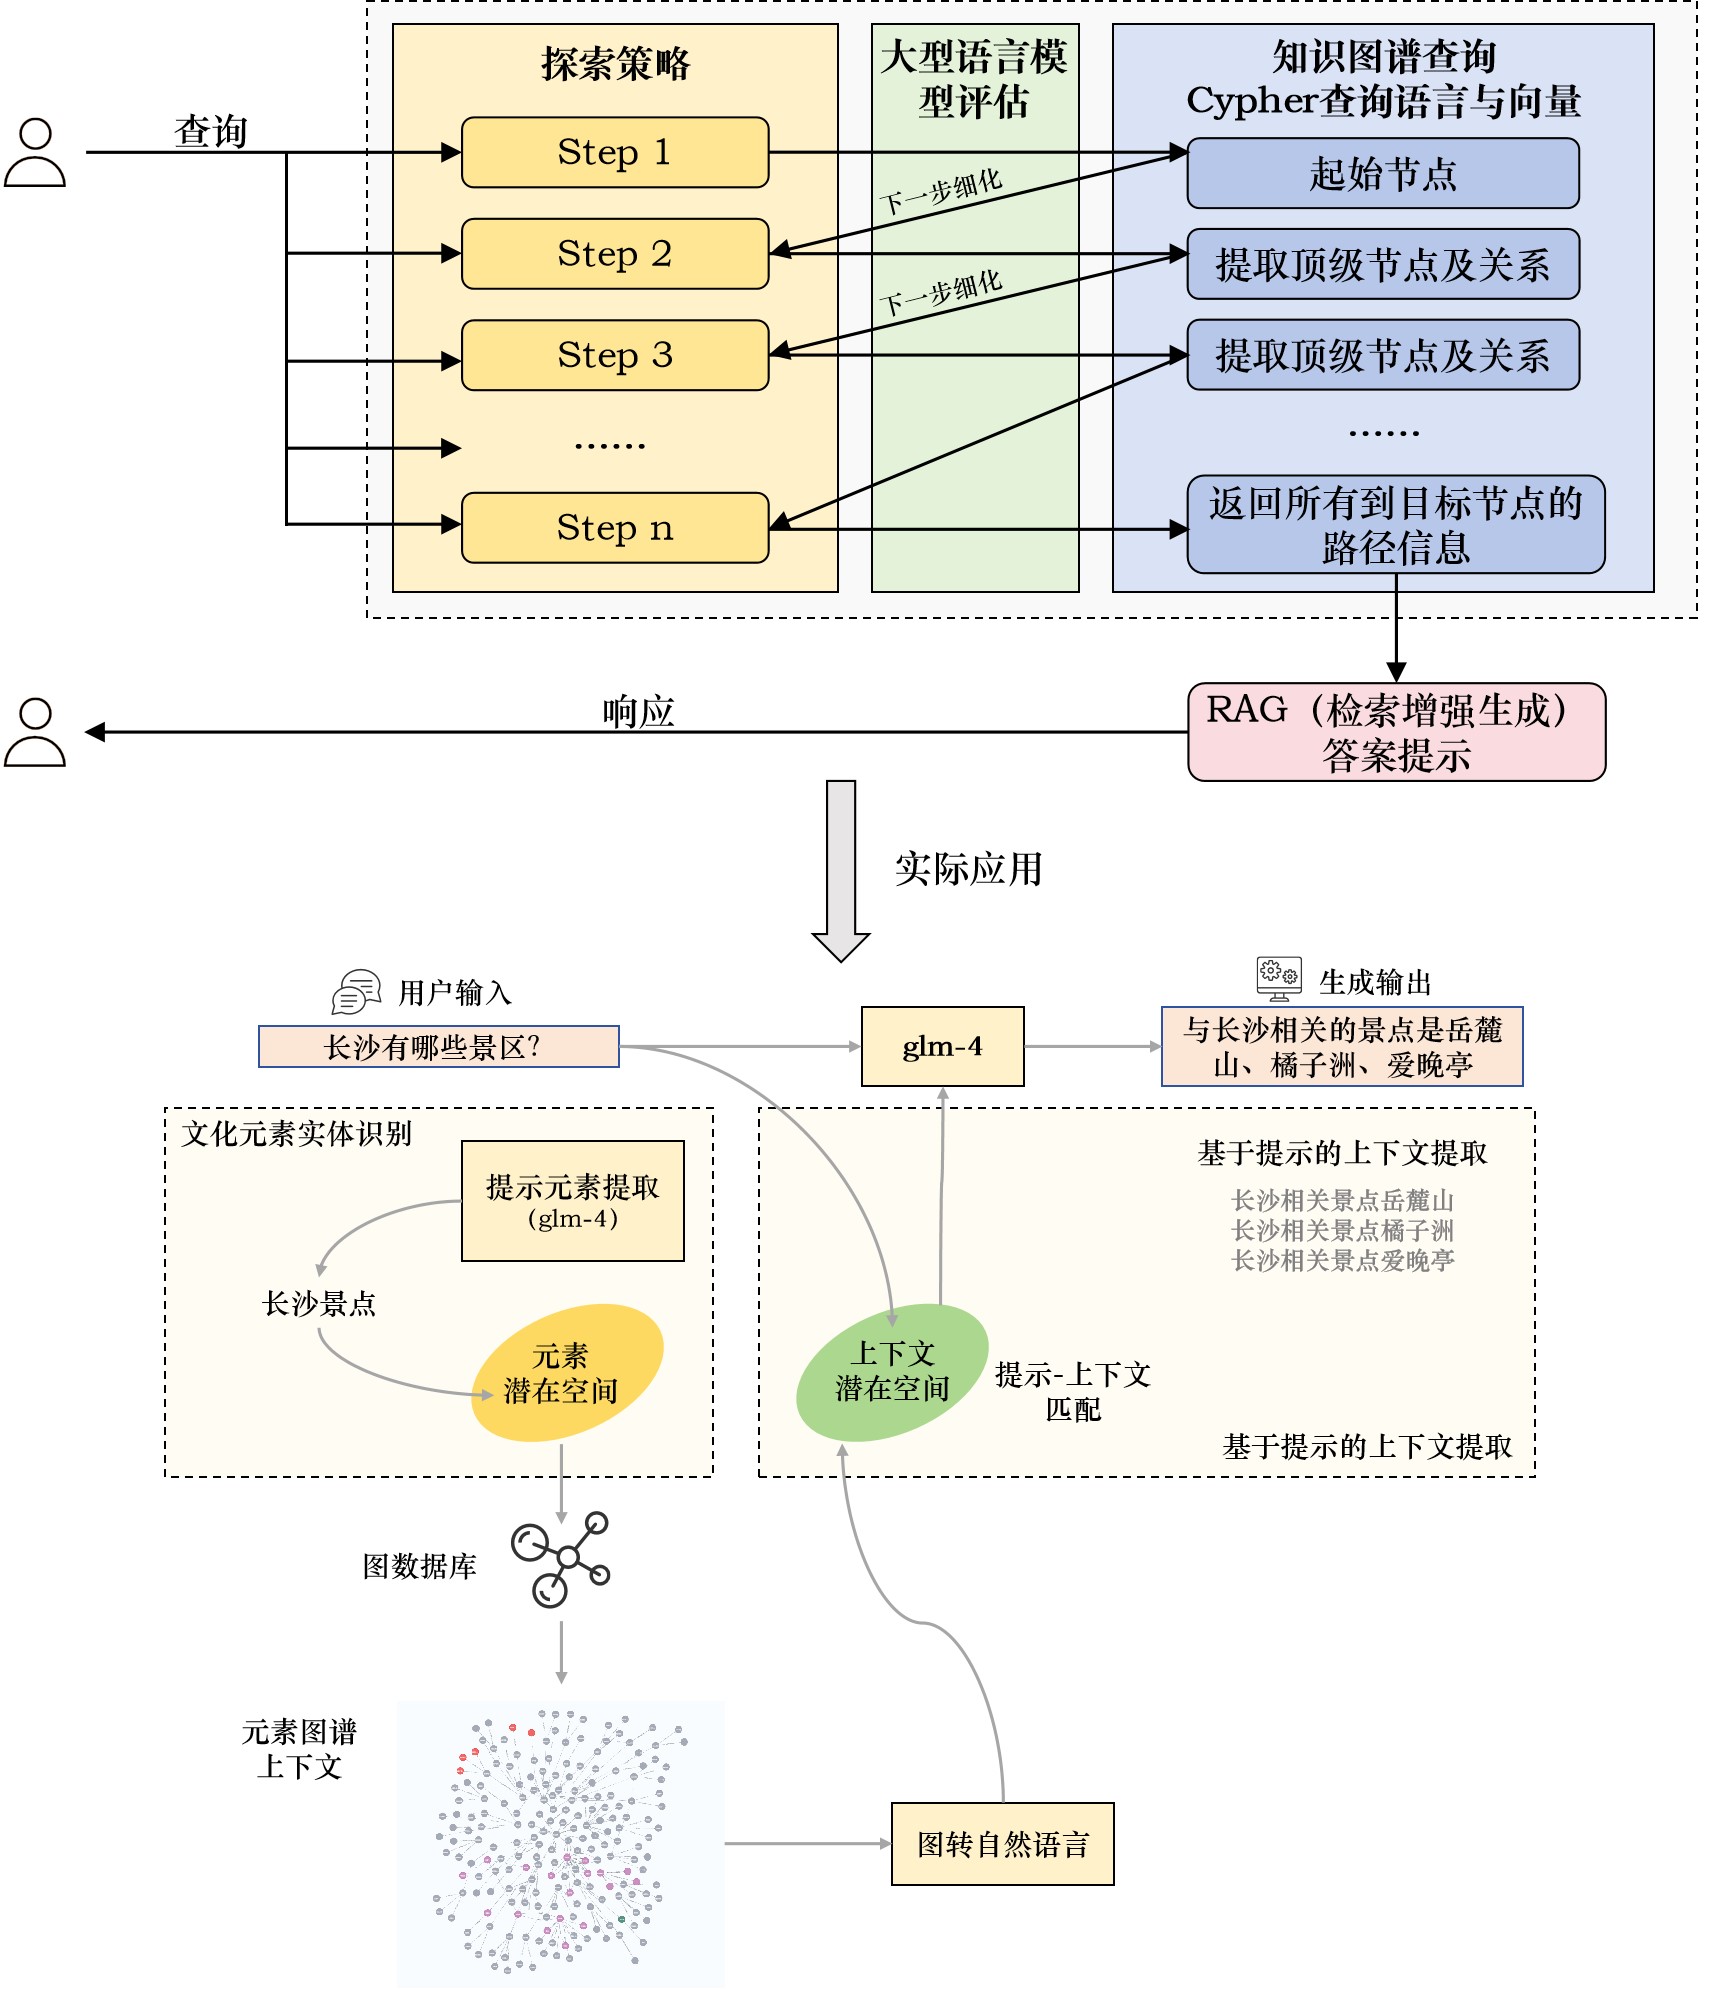 探索策略
大型语言模
型评估
知识图谱查询
Cypher查询语言与向量
查询
Step 1
起始节点
下一步细化
Step 2
提取顶级节点及关系
下一步细化
Step 3
提取顶级节点及关系
......
......
Step n
返回所有到目标节点的
路径信息
响应
RAG（检索增强生成）
答案提示
实际应用
用户输入
长沙有哪些景区？
glm-4
生成输出
与长沙相关的景点是岳麓
山、橘子洲、爱晚亭
文化元素实体识别
提示元素提取
（glm-4）
长沙景点
元素
潜在空间
基于提示的上下文提取
长沙相关景点岳麓山
长沙相关景点橘子洲
长沙相关景点爱晚亭
上下文
潜在空间
提示-上下文
匹配
基于提示的上下文提取
图数据库
元素图谱
上下文
图转自然语言